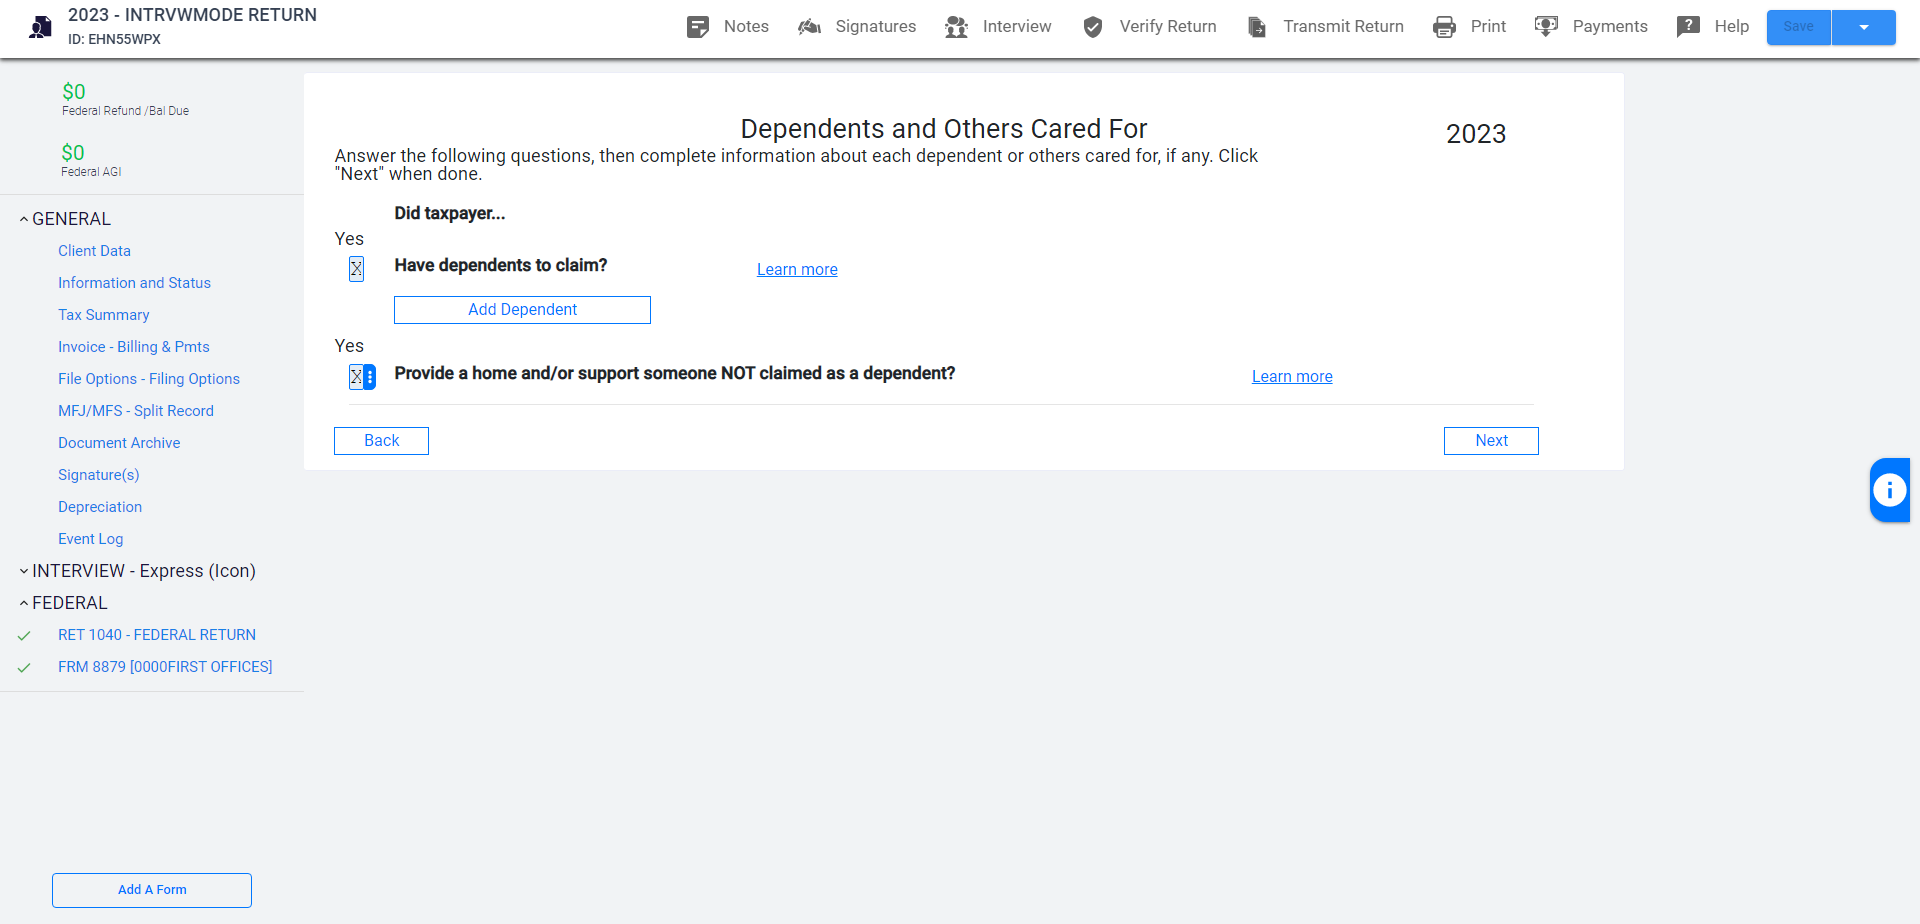 2023 - INTRVWMODE RETURN
ID: EHN55WPX
Notes
Signatures
Interview
Verify Return
Transmit Return
Print
Payments
Help
Save
$0
Federal Refund /Bal Due
$0
Federal AGI
GENERAL
Client Data
Information and Status
Tax Summary
Invoice - Billing & Pmts
File Options - Filing Options
MFJ/MFS - Split Record
Document Archive
Signature(s)
Depreciation
Event Log
INTERVIEW - Express (Icon)
FEDERAL
RET 1040 - FEDERAL RETURN
FRM 8879 [0000FIRST OFFICES]
Add A Form
Dependents and Others Cared For
2023
Answer the following questions, then complete information about each dependent or others cared for, if any. Click
"Next" when done.
Did taxpayer...
Yes
X Have dependents to claim? Learn more
Add Dependent
Yes
X Provide a home and/or support someone NOT claimed as a dependent? Learn more
Back
Next